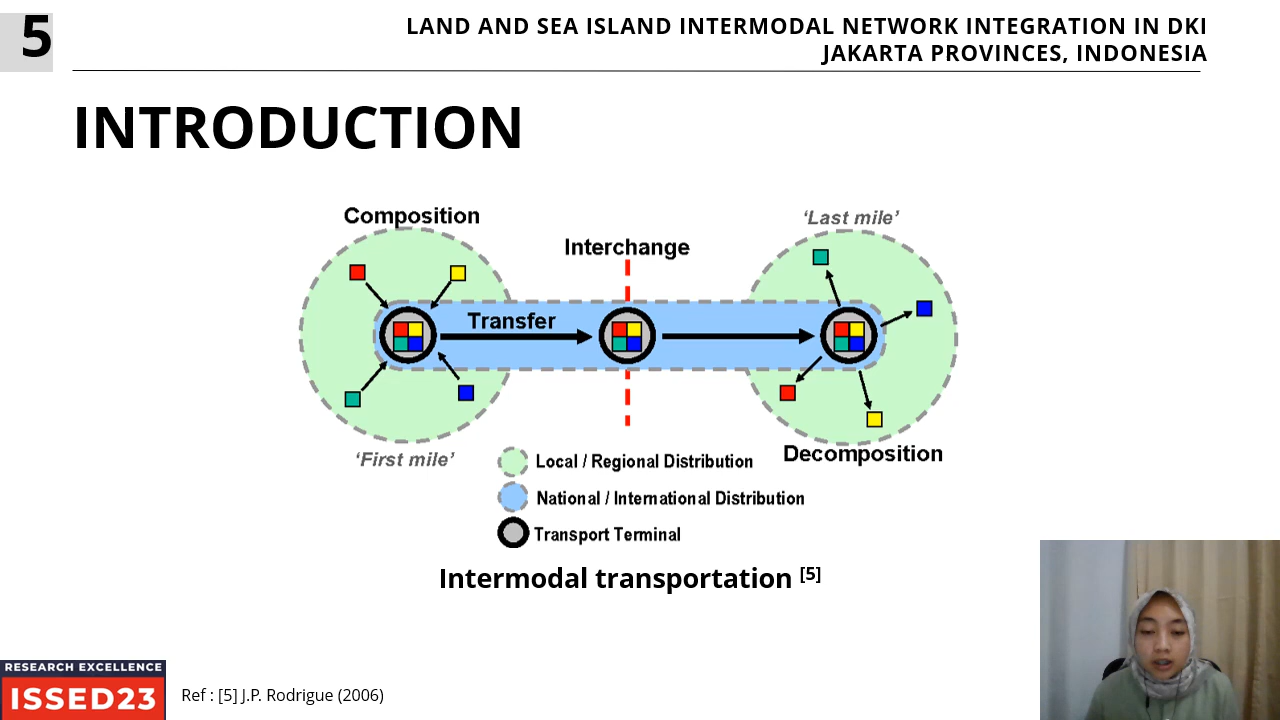 5
LAND AND SEA ISLAND INTERMODAL NETWORK INTEGRATION IN DKI
JAKARTA PROVINCES, INDONESIA
INTRODUCTION
Composition
'Last mile'
Interchange
Transfer
'First mile'
Decomposition
Local / Regional Distribution
National / International Distribution
Transport Terminal
Intermodal transportation [5]
RESEARCH EXCELLENCE
ISSED23
Ref : [5] J.P. Rodrigue (2006)